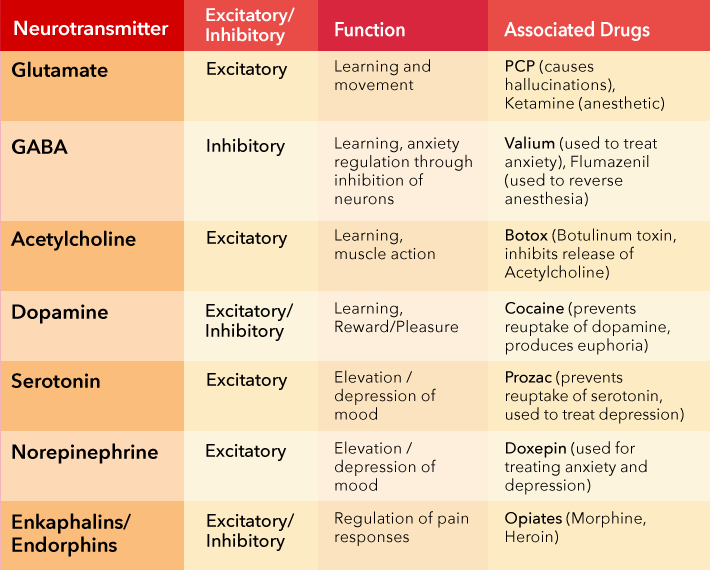 Neurotransmitter
Excitatory/
Inhibitory
Function
Associated Drugs
Glutamate
Excitatory
Learning and
movement
PCP (causes
hallucinations),
Ketamine (anesthetic)
GABA
Inhibitory
Learning, anxiety
regulation through
inhibition of
neurons
Valium (used to treat
anxiety), Flumazenil
(used to reverse
anesthesia)
Acetylcholine
Excitatory
Learning,
muscle action
Botox (Botulinum toxin,
inhibits release of
Acetylcholine)
Dopamine
Excitatory/
Inhibitory
Learning,
Reward/Pleasure
Cocaine (prevents
reuptake of dopamine,
produces euphoria)
Serotonin
Excitatory
Elevation /
depression of
mood
Prozac (prevents
reuptake of serotonin,
used to treat depression)
Norepinephrine
Excitatory
Elevation /
depression of
mood
Doxepin (used for
treating anxiety and
depression)
Enkaphalins/
Endorphins
Excitatory/
Inhibitory
Regulation of pain
responses
Opiates (Morphine,
Heroin)